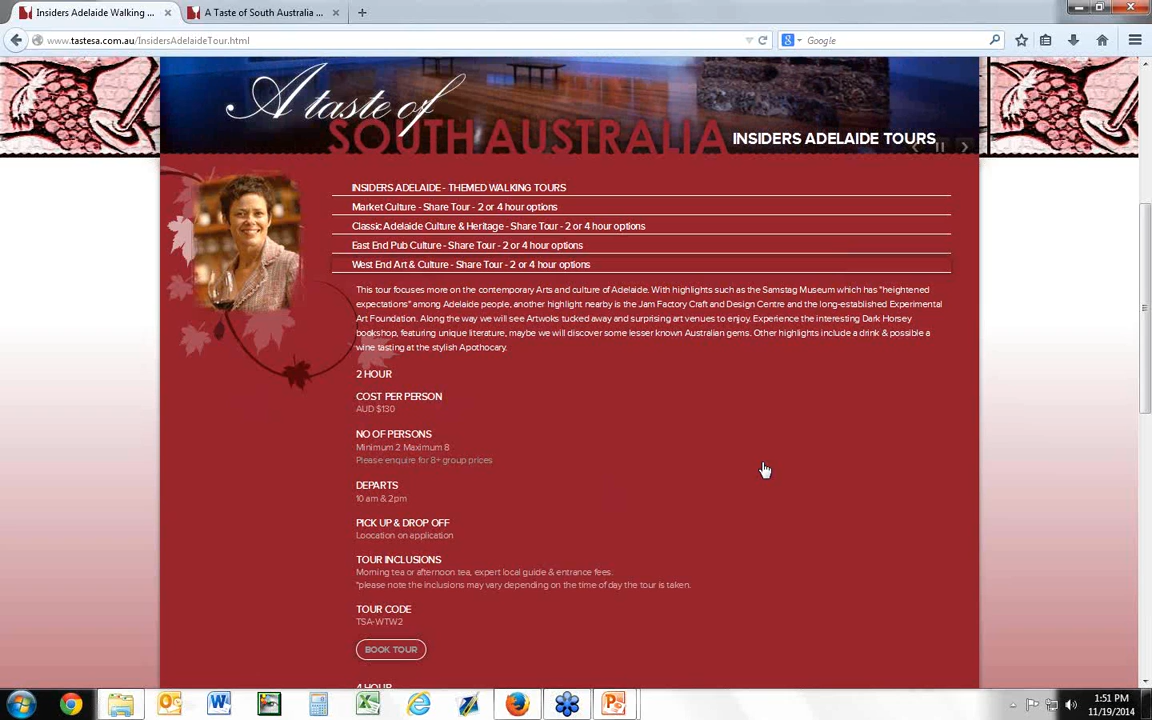 Insiders Adelaide Walking ...
A Taste of South Australia ...
www.tastesa.com.au/InsidersAdelaideTour.html
Google
A taste of
SOUTH AUSTRALIA
INSIDERS ADELAIDE TOURS
INSIDERS ADELAIDE - THEMED WALKING TOURS
Market Culture - Share Tour - 2 or 4 hour options
Classic Adelaide Culture & Heritage - Share Tour - 2 or 4 hour options
East End Pub Culture - Share Tour - 2 or 4 hour options
West End Art & Culture - Share Tour - 2 or 4 hour options
This tour focuses more on the contemporary Arts and culture of Adelaide. With highlights such as the Samstag Museum which has "heightened
expectations" among Adelaide people, another highlight nearby is the Jam Factory Craft and Design Centre and the long-established Experimental
Art Foundation. Along the way we will see Artwoks tucked away and surprising art venues to enjoy. Experience the interesting Dark Horsey
bookshop, featuring unique literature, maybe we will discover some lesser known Australian gems. Other highlights include a drink & possible a
wine tasting at the stylish Apothocary.
2 HOUR
COST PER PERSON
AUD $130
NO OF PERSONS
Minimum 2 Maximum 8
Please enquire for 8+ group prices
DEPARTS
10 am & 2pm
PICK UP & DROP OFF
Loocation on application
TOUR INCLUSIONS
Morning tea or afternoon tea, expert local guide & entrance fees.
*please note the inclusions may vary depending on the time of day the tour is taken.
TOUR CODE
TSA-WTW2
BOOK TOUR
4 HOUR
1:51 PM
11/19/2014